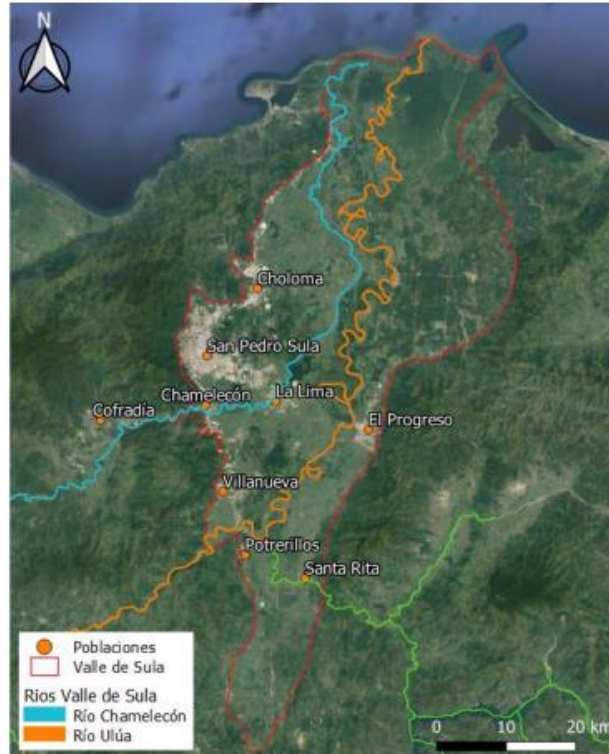 N
Choloma
San Pedro Sula
Chamelecón
La Lima
Cofradía
El Progreso
Villanueva
Potrerillos
Santa Rita
Poblaciones
Valle de Sula
Rios Valle de Sula
Río Chamelecón
Río Ulúa
0 10 20 km